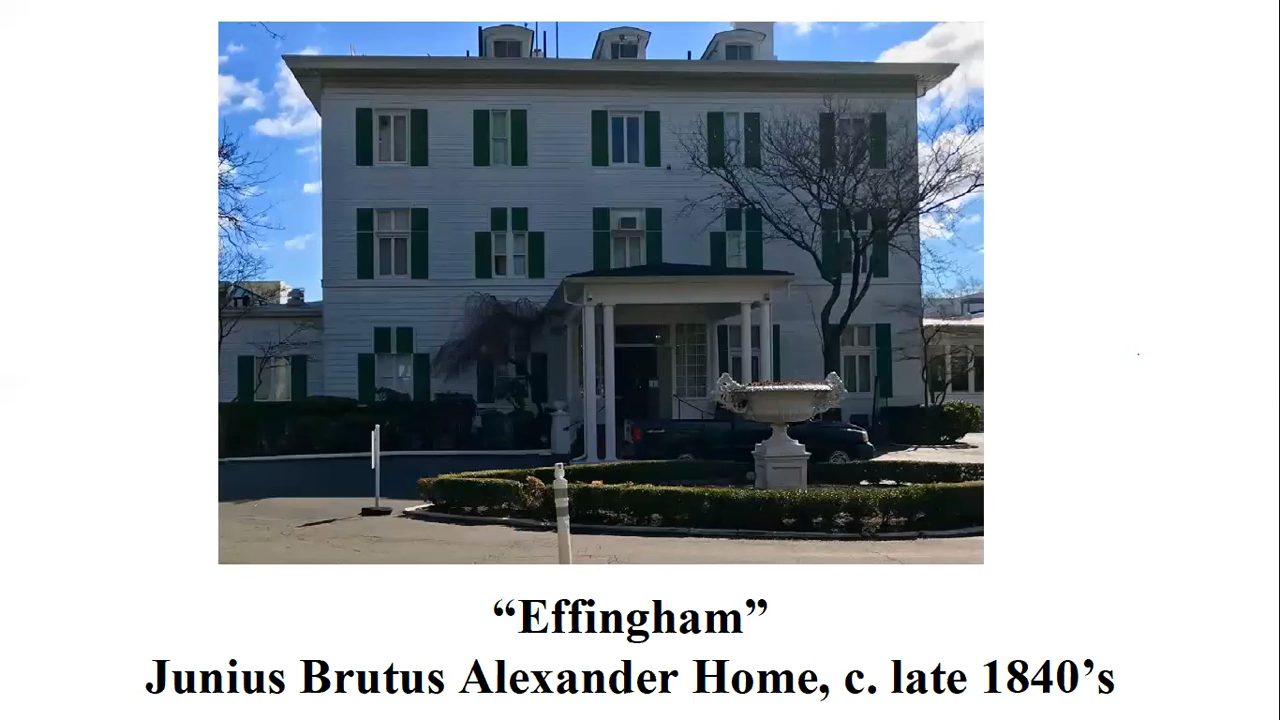 “Effingham”
Junius Brutus Alexander Home, c. late 1840’s